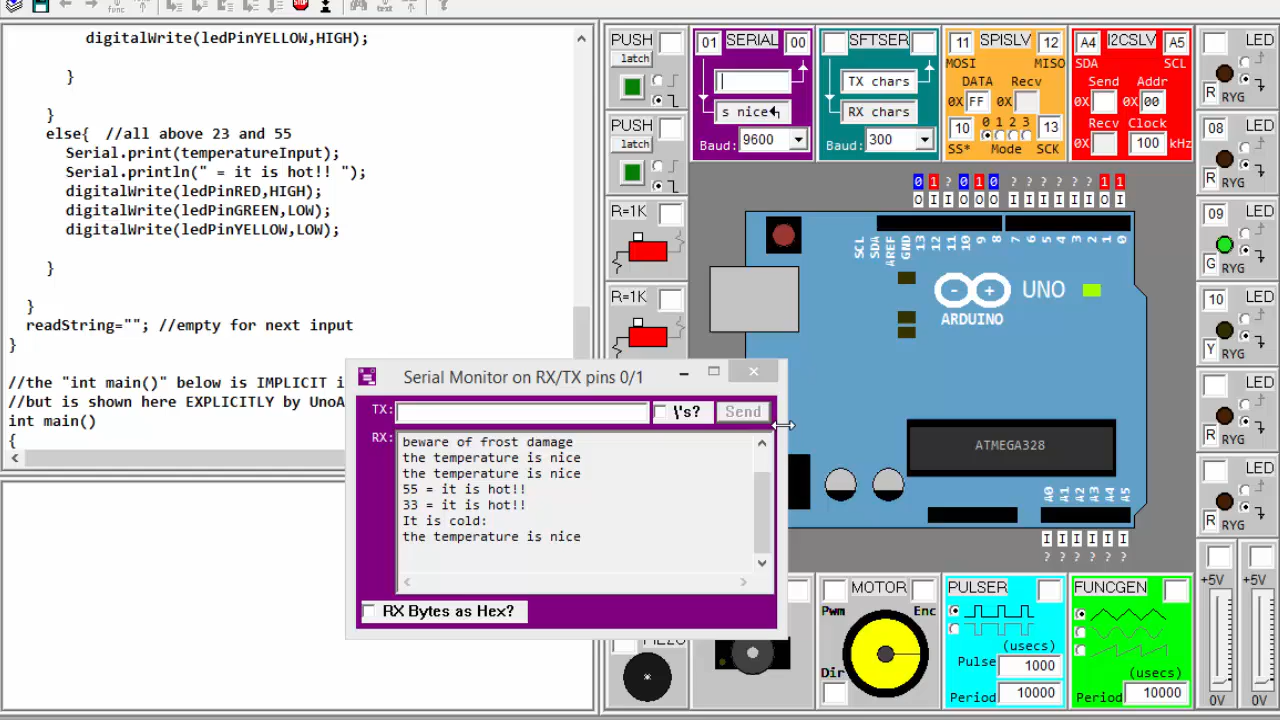 func
text
?
digitalWrite(ledPinYELLOW,HIGH);
}
}
else{ //all above 23 and 55
Serial.print(temperatureInput);
Serial.println(" = it is hot!! ");
digitalWrite(ledPinRED,HIGH);
digitalWrite(ledPinGREEN,LOW);
digitalWrite(ledPinYELLOW,LOW);
}
}
readString=""; //empty for next input
}
//the "int main()" below is IMPLICIT i
//but is shown here EXPLICITLY by UnoA
int main()
{
Serial Monitor on RX/TX pins 0/1
TX: \'s? Send
RX:
beware of frost damage
the temperature is nice
the temperature is nice
55 = it is hot!!
33 = it is hot!!
It is cold:
the temperature is nice
RX Bytes as Hex?
PUSH
latch
PUSH
latch
R=1K
R=1K
01 SERIAL 00
s nice
Baud: 9600
SFTSER
TX chars
RX chars
Baud: 300
11 SPISLV 12
MOSI MISO
DATA Recv
0X FF 0X
10 0 1 2 3 13
SS* Mode SCK
A4 I2CSLV A5
SDA SCL
Send Addr
0X 0X 00
Recv Clock
0X 100 kHz
0 1 ? 0 1 0 ? ? ? ? ? ? 1 1
O I I O O O I I I I I I O I
SCL
SDA
AREF
GND
13
12
11
10
9
8
7
6
5
4
3
2
1
0
- + UNO
ARDUINO
ATMEGA328
A0
A1
A2
A3
A4
A5
I I I I I I
? ? ? ? ? ?
LED
R RYG
08 LED
R RYG
09 LED
G RYG
10 LED
Y RYG
LED
R RYG
LED
R RYG
PIEZO
MOTOR
Pwm Enc
Dir
PULSER
(usecs)
Pulse 1000
Period 10000
FUNCGEN
(usecs)
Period 10000
+5V +5V
0V 0V